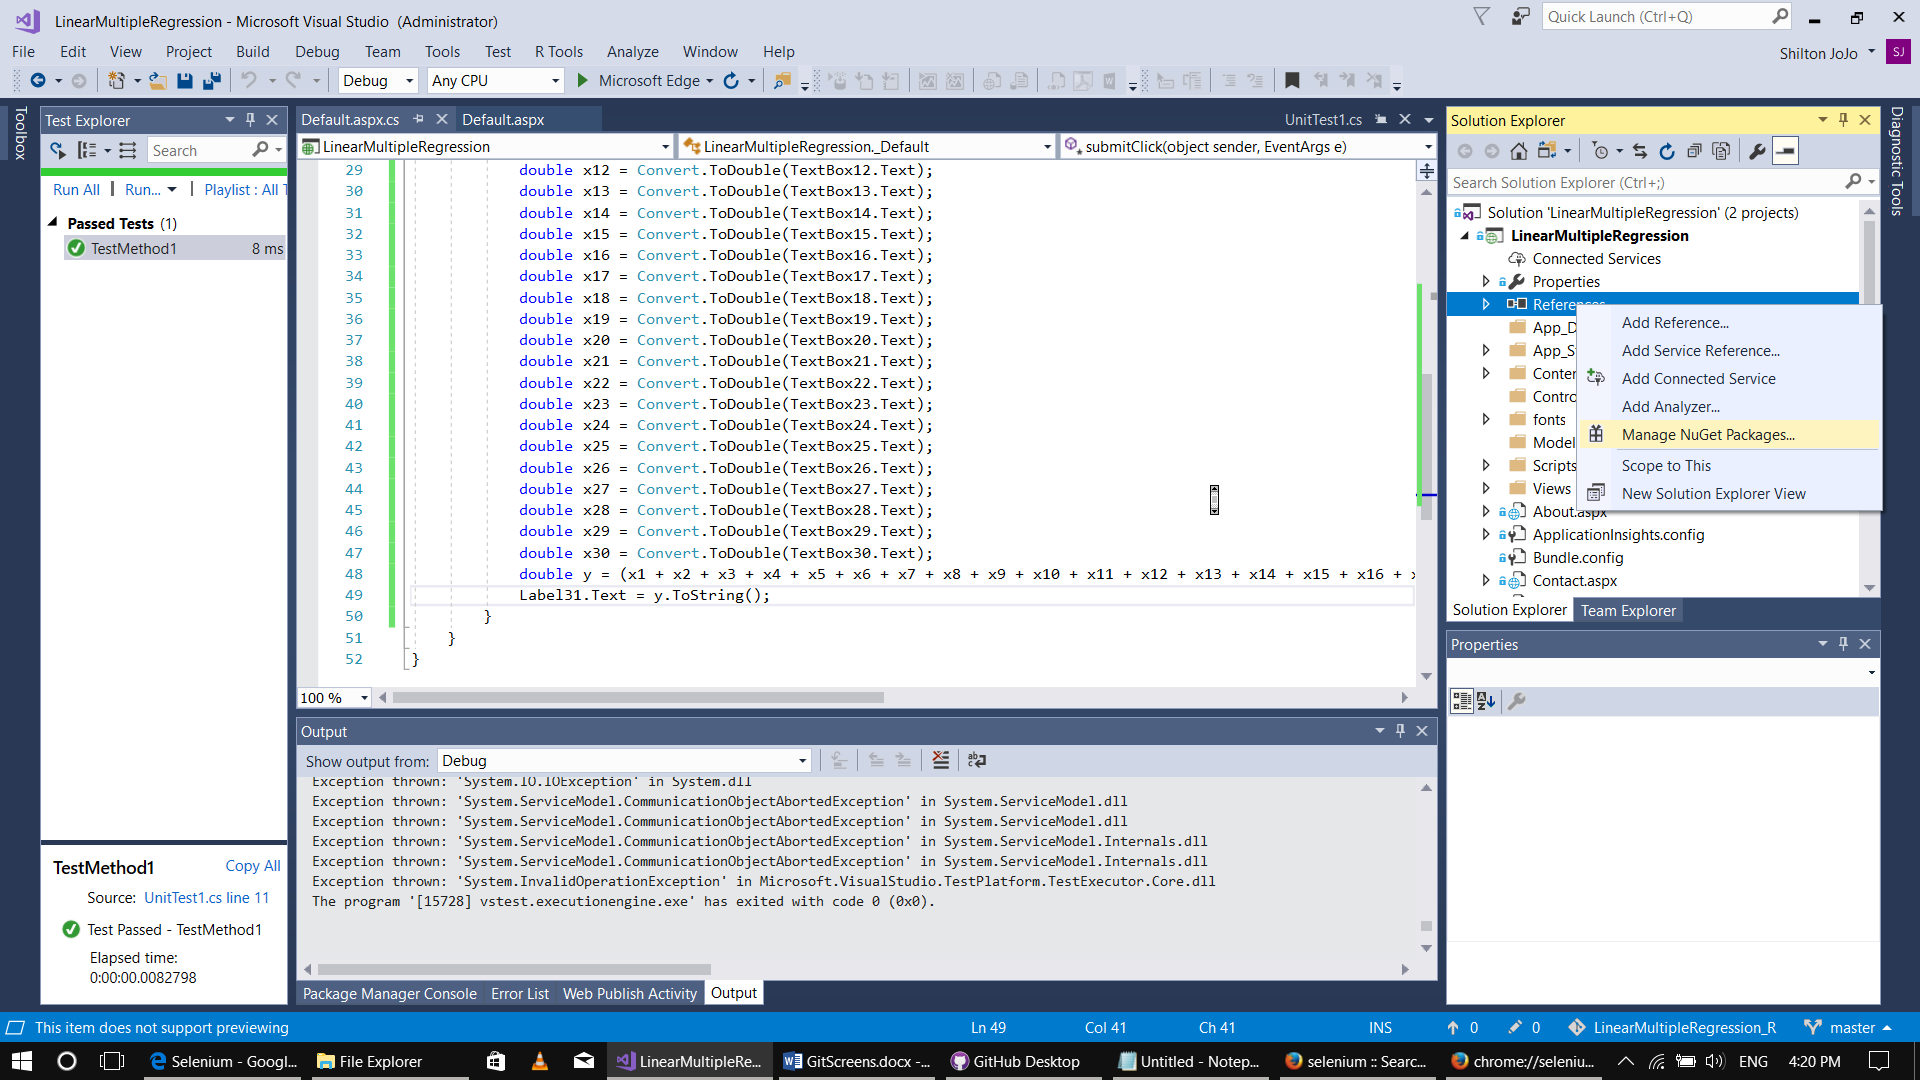 LinearMultipleRegression - Microsoft Visual Studio (Administrator)
Quick Launch (Ctrl+Q)
File Edit View Project Build Debug Team Tools Test R Tools Analyze Window Help
Shilton JoJo SJ
Debug Any CPU Microsoft Edge
Toolbox
Test Explorer
Search
Run All | Run... | Playlist : All T
Passed Tests (1)
TestMethod1 8 ms
TestMethod1 Copy All
Source: UnitTest1.cs line 11
Test Passed - TestMethod1
Elapsed time:
0:00:00.0082798
Default.aspx.cs Default.aspx UnitTest1.cs
LinearMultipleRegression LinearMultipleRegression._Default submitClick(object sender, EventArgs e)
29 double x12 = Convert.ToDouble(TextBox12.Text);
30 double x13 = Convert.ToDouble(TextBox13.Text);
31 double x14 = Convert.ToDouble(TextBox14.Text);
32 double x15 = Convert.ToDouble(TextBox15.Text);
33 double x16 = Convert.ToDouble(TextBox16.Text);
34 double x17 = Convert.ToDouble(TextBox17.Text);
35 double x18 = Convert.ToDouble(TextBox18.Text);
36 double x19 = Convert.ToDouble(TextBox19.Text);
37 double x20 = Convert.ToDouble(TextBox20.Text);
38 double x21 = Convert.ToDouble(TextBox21.Text);
39 double x22 = Convert.ToDouble(TextBox22.Text);
40 double x23 = Convert.ToDouble(TextBox23.Text);
41 double x24 = Convert.ToDouble(TextBox24.Text);
42 double x25 = Convert.ToDouble(TextBox25.Text);
43 double x26 = Convert.ToDouble(TextBox26.Text);
44 double x27 = Convert.ToDouble(TextBox27.Text);
45 double x28 = Convert.ToDouble(TextBox28.Text);
46 double x29 = Convert.ToDouble(TextBox29.Text);
47 double x30 = Convert.ToDouble(TextBox30.Text);
48 double y = (x1 + x2 + x3 + x4 + x5 + x6 + x7 + x8 + x9 + x10 + x11 + x12 + x13 + x14 + x15 + x16 + x
49 Label31.Text = y.ToString();
50 }
51 }
52 }
100 %
Output
Show output from: Debug
Exception thrown: 'System.IO.IOException' in System.dll
Exception thrown: 'System.ServiceModel.CommunicationObjectAbortedException' in System.ServiceModel.dll
Exception thrown: 'System.ServiceModel.CommunicationObjectAbortedException' in System.ServiceModel.dll
Exception thrown: 'System.ServiceModel.CommunicationObjectAbortedException' in System.ServiceModel.Internals.dll
Exception thrown: 'System.ServiceModel.CommunicationObjectAbortedException' in System.ServiceModel.Internals.dll
Exception thrown: 'System.InvalidOperationException' in Microsoft.VisualStudio.TestPlatform.TestExecutor.Core.dll
The program '[15728] vstest.executionengine.exe' has exited with code 0 (0x0).
Package Manager Console Error List Web Publish Activity Output
Solution Explorer
Search Solution Explorer (Ctrl+;)
Solution 'LinearMultipleRegression' (2 projects)
LinearMultipleRegression
Connected Services
Properties
References
App_D
App_S
Conten
Contro
fonts
Model
Scripts
Views
About.aspx
ApplicationInsights.config
Bundle.config
Contact.aspx
Add Reference...
Add Service Reference...
Add Connected Service
Add Analyzer...
Manage NuGet Packages...
Scope to This
New Solution Explorer View
Solution Explorer Team Explorer
Properties
Diagnostic Tools
This item does not support previewing Ln 49 Col 41 Ch 41 INS 0 0 LinearMultipleRegression_R master
Selenium - Googl... File Explorer LinearMultipleRe... GitScreens.docx -... GitHub Desktop Untitled - Notep... selenium :: Searc... chrome://seleniu... ENG 4:20 PM